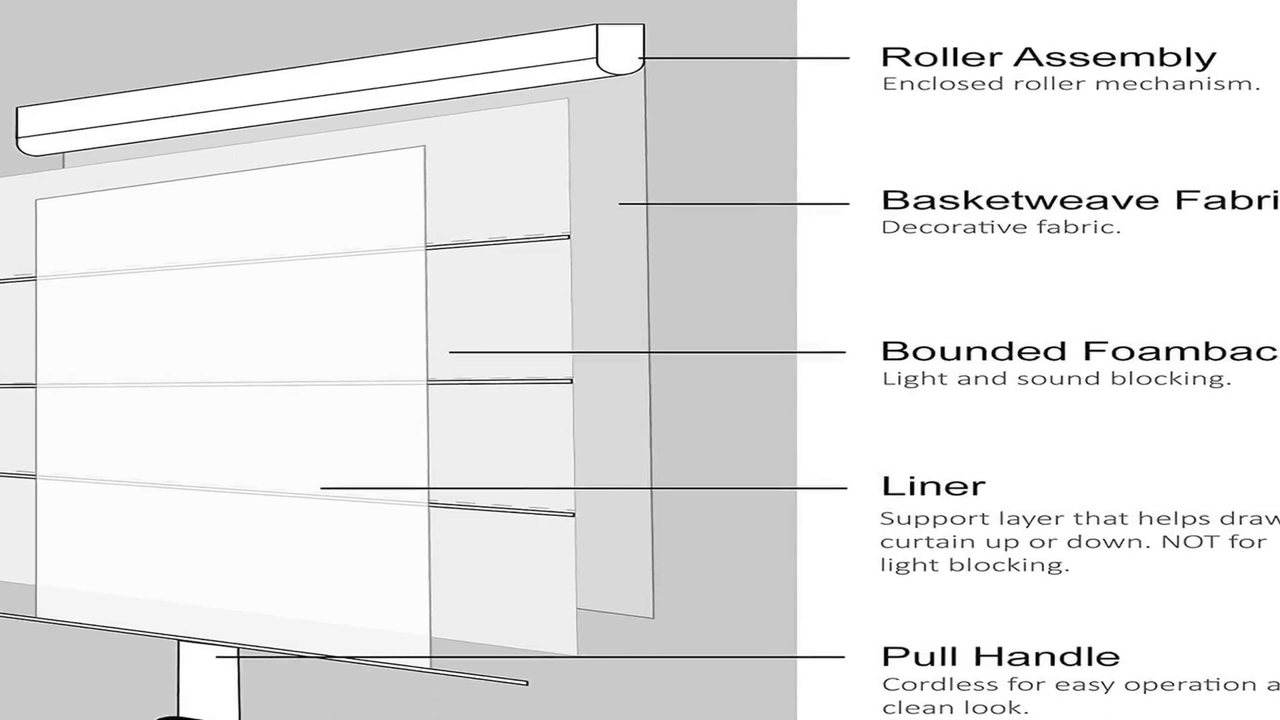 Roller Assembly
Enclosed roller mechanism.
Basketweave Fabri
Decorative fabric.
Bounded Foambac
Light and sound blocking.
Liner
Support layer that helps draw
curtain up or down. NOT for
light blocking.
Pull Handle
Cordless for easy operation a
clean look.